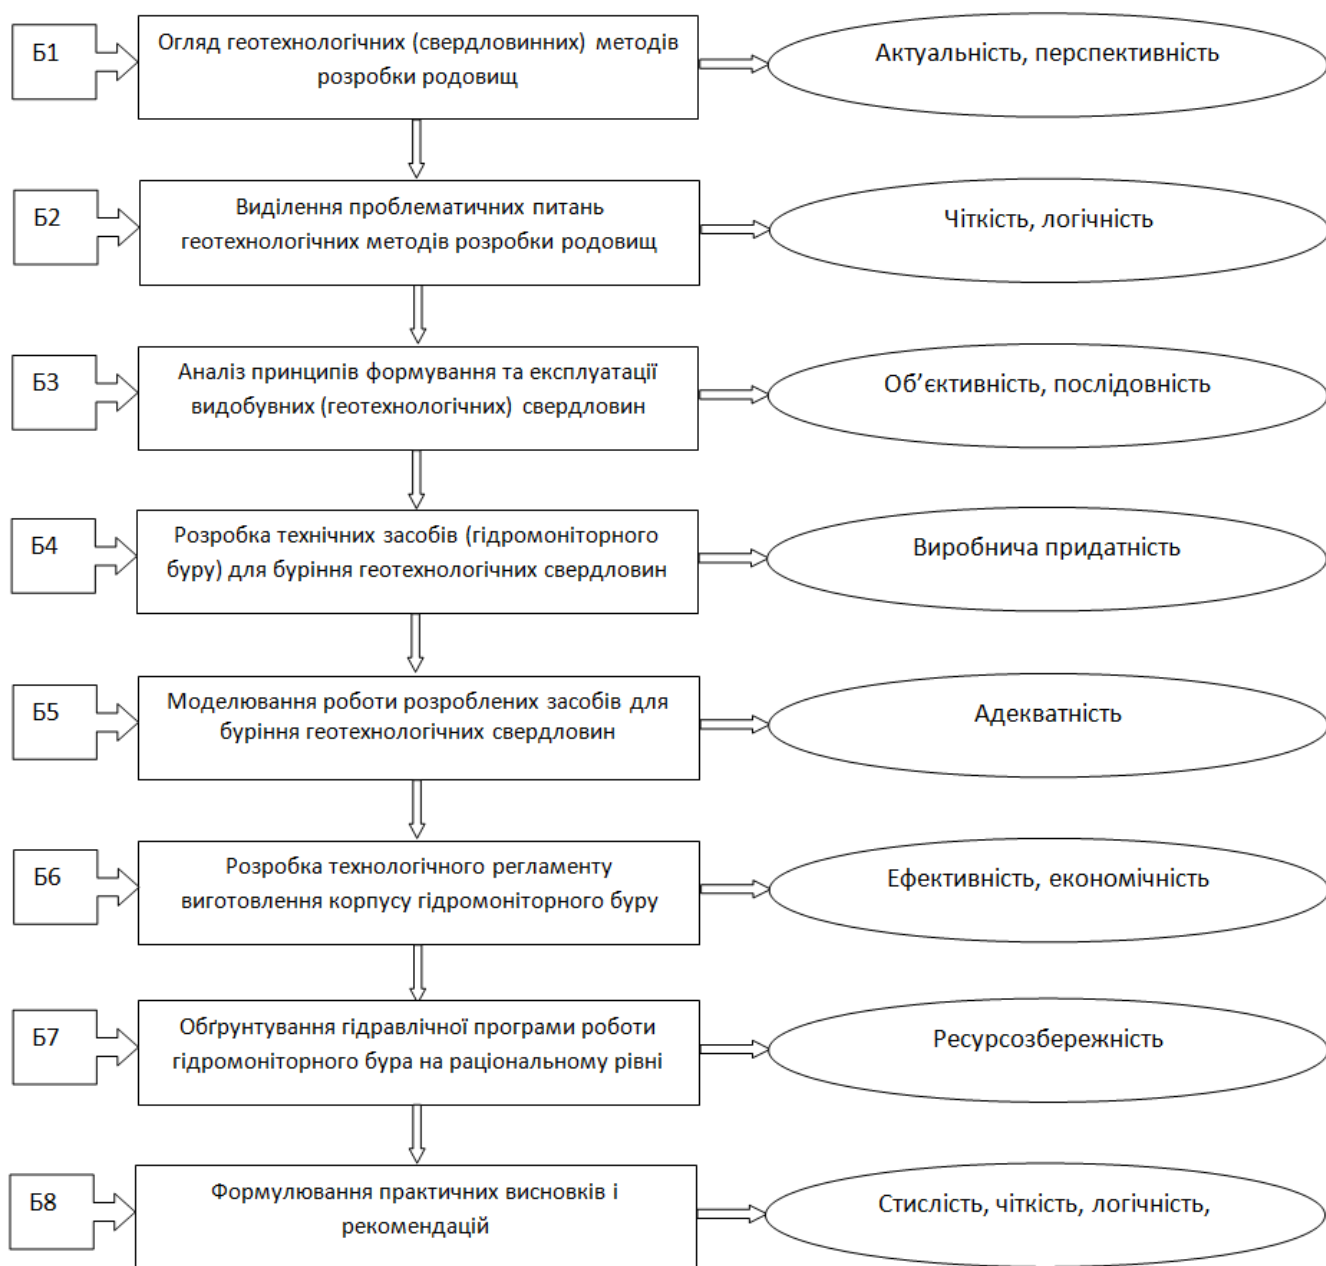 Б1
Огляд геотехнологічних (свердловинних) методів
розробки родовищ
Актуальність, перспективність
Б2
Виділення проблематичних питань
геотехнологічних методів розробки родовищ
Чіткість, логічність
Б3
Аналіз принципів формування та експлуатації
видобувних (геотехнологічних) свердловин
Об’єктивність, послідовність
Б4
Розробка технічних засобів (гідромоніторного
буру) для буріння геотехнологічних свердловин
Виробнича придатність
Б5
Моделювання роботи розроблених засобів для
буріння геотехнологічних свердловин
Адекватність
Б6
Розробка технологічного регламенту
виготовлення корпусу гідромоніторного буру
Ефективність, економічність
Б7
Обґрунтування гідравлічної програми роботи
гідромоніторного бура на раціональному рівні
Ресурсозбережність
Б8
Формулювання практичних висновків і
рекомендацій
Стислість, чіткість, логічність,